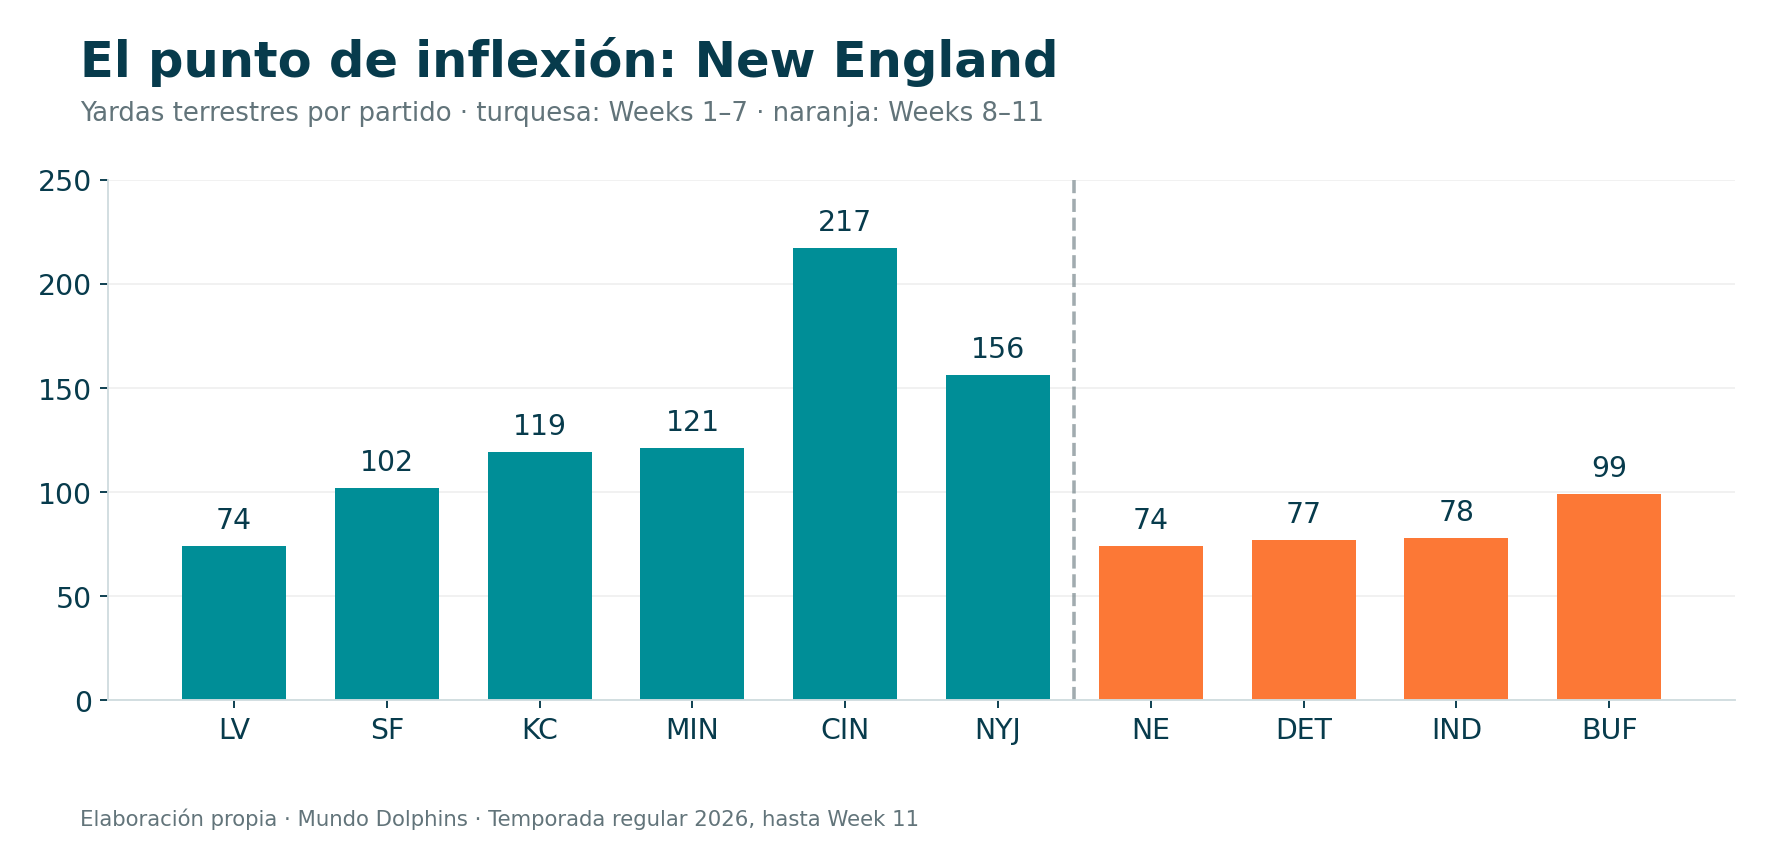 El punto de inflexión: New England
Yardas terrestres por partido · turquesa: Weeks 1–7 · naranja: Weeks 8–11
250
200
150
100
50
0
74
102
119
121
217
156
74
77
78
99
LV
SF
KC
MIN
CIN
NYJ
NE
DET
IND
BUF
Elaboración propia · Mundo Dolphins · Temporada regular 2026, hasta Week 11